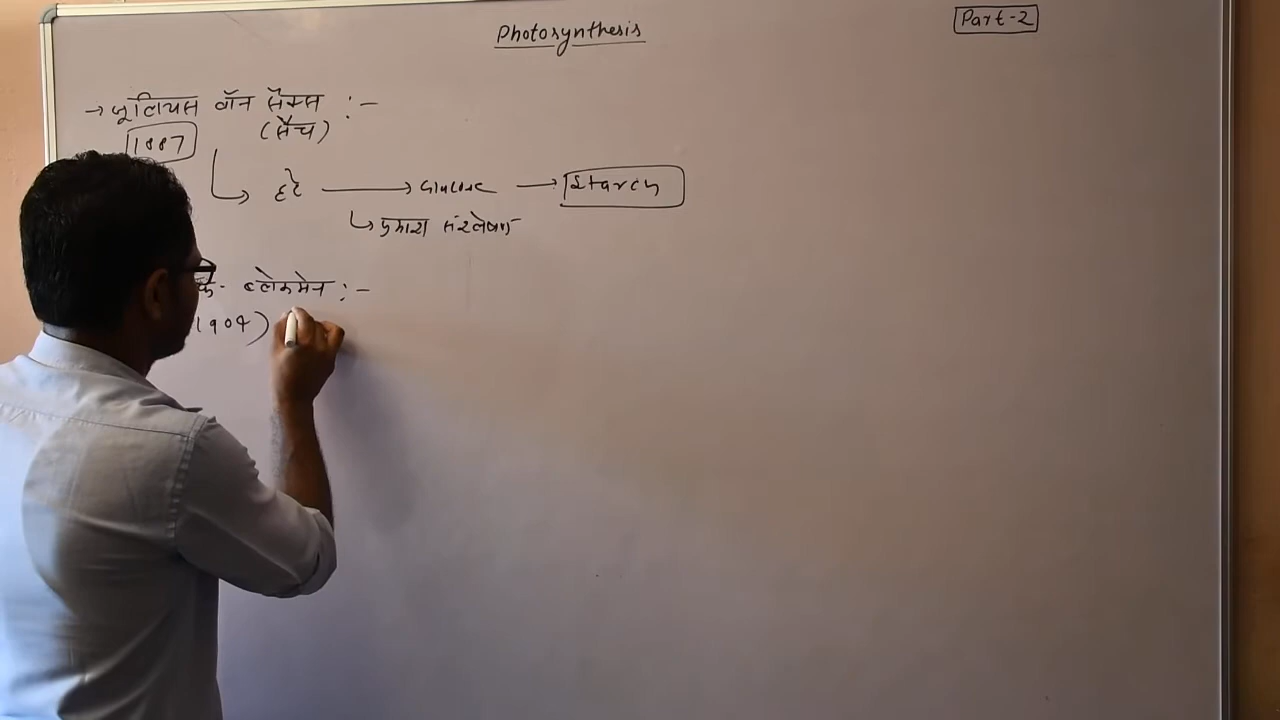 Photosynthesis
Part-2
→ जूलियस वॉन सैक्स :-
(सैच)
1887
↳ हरे → Glucose → Starch
↳ प्रकाश संश्लेषण
क- ब्लेकमेन :-
1904)